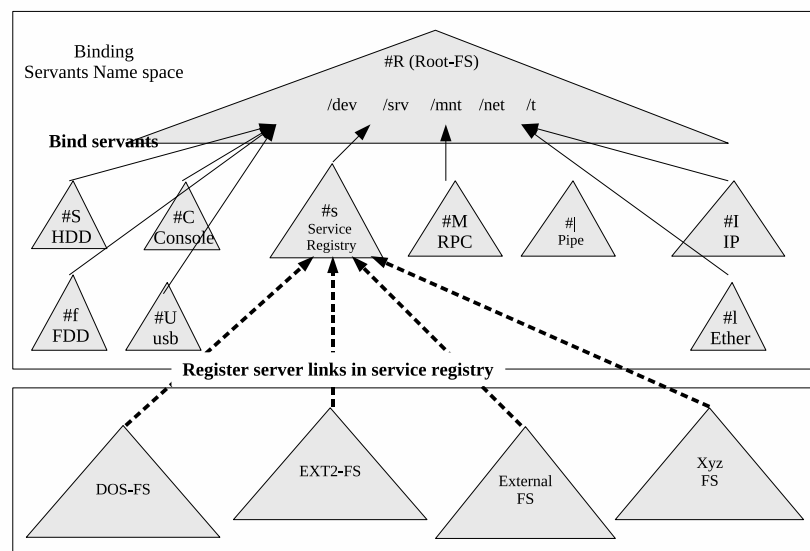 Binding
Servants Name space
#R (Root-FS)
/dev /srv /mnt /net /t
Bind servants
#S
HDD
#C
Console
#s
Service
Registry
#M
RPC
#|
Pipe
#I
IP
#f
FDD
#U
usb
#l
Ether
Register server links in service registry
DOS-FS
EXT2-FS
External
FS
Xyz
FS